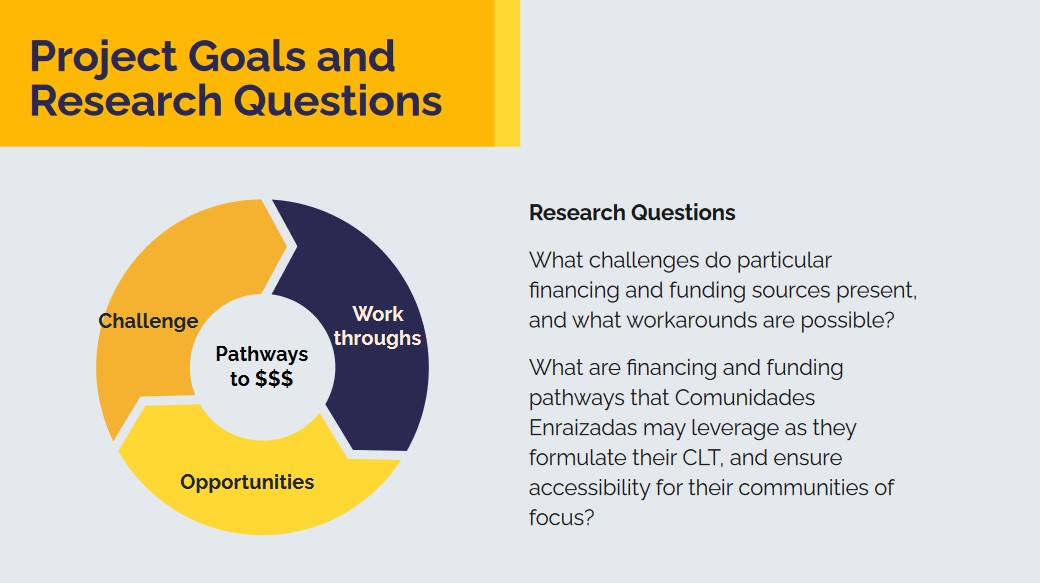 Project Goals and
Research Questions
Challenge
Work
throughs
Pathways
to $$$
Opportunities
Research Questions
What challenges do particular
financing and funding sources present,
and what workarounds are possible?
What are financing and funding
pathways that Comunidades
Enraizadas may leverage as they
formulate their CLT, and ensure
accessibility for their communities of
focus?